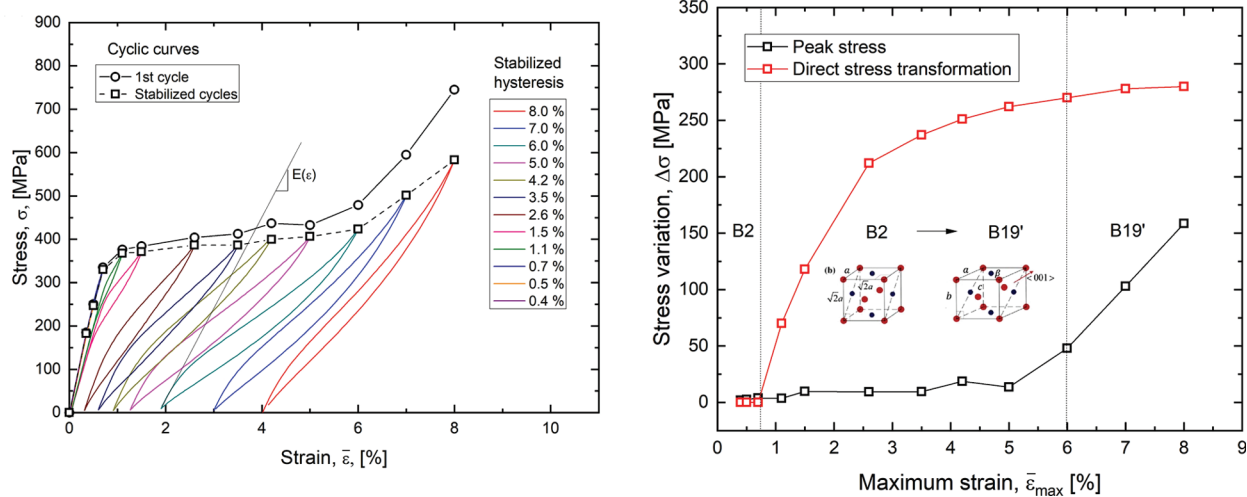 900
800
700
600
500
400
300
200
100
0
Stress, σ, [MPa]
Cyclic curves
1st cycle
Stabilized cycles
E(ε)
Stabilized
hysteresis
8.0 %
7.0 %
6.0 %
5.0 %
4.2 %
3.5 %
2.6 %
1.5 %
1.1 %
0.7 %
0.5 %
0.4 %
0 2 4 6 8 10
Strain, ε̅, [%]
350
300
250
200
150
100
50
0
Stress variation, Δσ [MPa]
Peak stress
Direct stress transformation
B2
B2
B19'
B19'
(b)
a
√2a
√2a
a
β
<001>
b
c
0 1 2 3 4 5 6 7 8 9
Maximum strain, ε̅max [%]